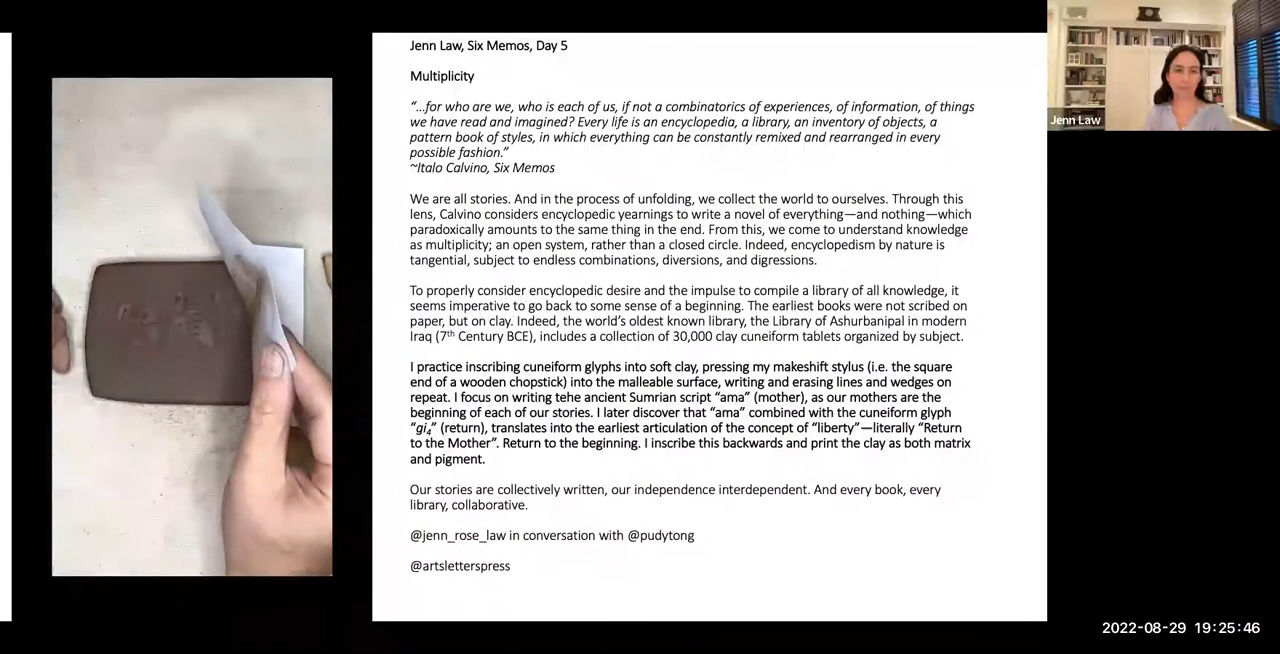 Jenn Law, Six Memos, Day 5
Multiplicity
“…for who are we, who is each of us, if not a combinatorics of experiences, of information, of things
we have read and imagined? Every life is an encyclopedia, a library, an inventory of objects, a
pattern book of styles, in which everything can be constantly remixed and rearranged in every
possible fashion.”
~Italo Calvino, Six Memos
We are all stories. And in the process of unfolding, we collect the world to ourselves. Through this
lens, Calvino considers encyclopedic yearnings to write a novel of everything—and nothing—which
paradoxically amounts to the same thing in the end. From this, we come to understand knowledge
as multiplicity; an open system, rather than a closed circle. Indeed, encyclopedism by nature is
tangential, subject to endless combinations, diversions, and digressions.
To properly consider encyclopedic desire and the impulse to compile a library of all knowledge, it
seems imperative to go back to some sense of a beginning. The earliest books were not scribed on
paper, but on clay. Indeed, the world’s oldest known library, the Library of Ashurbanipal in modern
Iraq (7th Century BCE), includes a collection of 30,000 clay cuneiform tablets organized by subject.
I practice inscribing cuneiform glyphs into soft clay, pressing my makeshift stylus (i.e. the square
end of a wooden chopstick) into the malleable surface, writing and erasing lines and wedges on
repeat. I focus on writing tehe ancient Sumrian script “ama” (mother), as our mothers are the
beginning of each of our stories. I later discover that “ama” combined with the cuneiform glyph
“gi4” (return), translates into the earliest articulation of the concept of “liberty”—literally “Return
to the Mother”. Return to the beginning. I inscribe this backwards and print the clay as both matrix
and pigment.
Our stories are collectively written, our independence interdependent. And every book, every
library, collaborative.
@jenn_rose_law in conversation with @pudytong
@artsletterspress
Jenn Law
2022-08-29 19:25:46